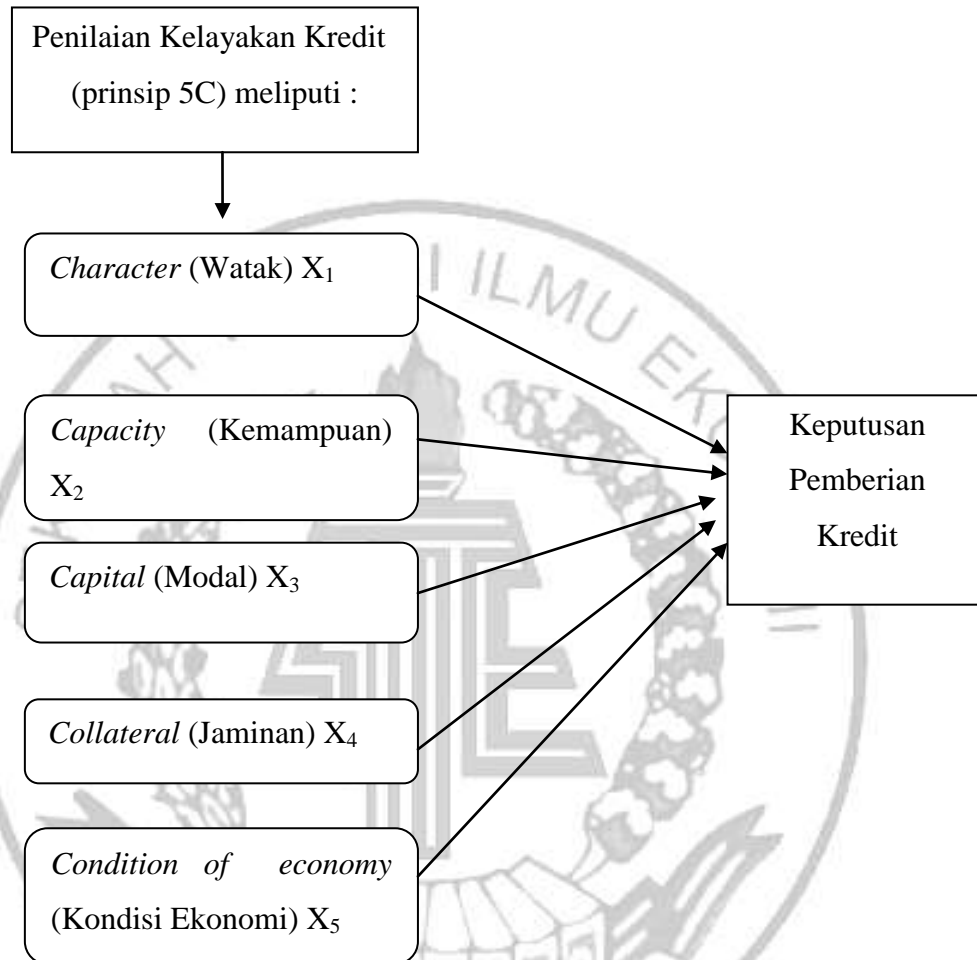 Penilaian Kelayakan Kredit
(prinsip 5C) meliputi :
Character (Watak) X₁
Capacity (Kemampuan)
X₂
Capital (Modal) X₃
Collateral (Jaminan) X₄
Condition of economy
(Kondisi Ekonomi) X₅
Keputusan
Pemberian
Kredit
ILMU